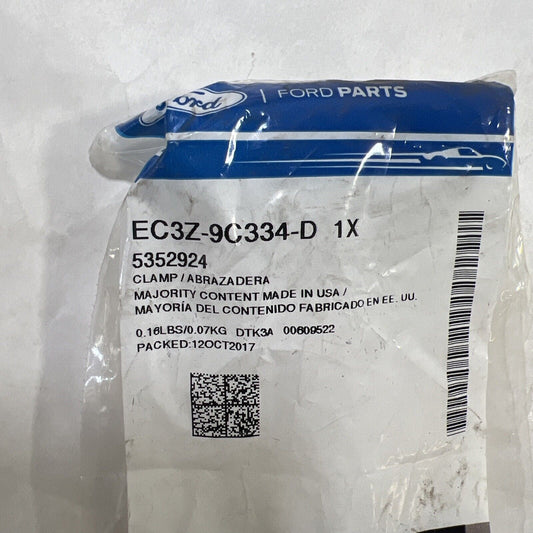 Ford | FORD PARTS
EC3Z-9C334-D 1X
5352924
CLAMP/ABRAZADERA
MAJORITY CONTENT MADE IN USA /
MAYORÍA DEL CONTENIDO FABRICADO EN EE. UU.
0.16LBS/0.07KG DTK3A 00609522
PACKED:12OCT2017